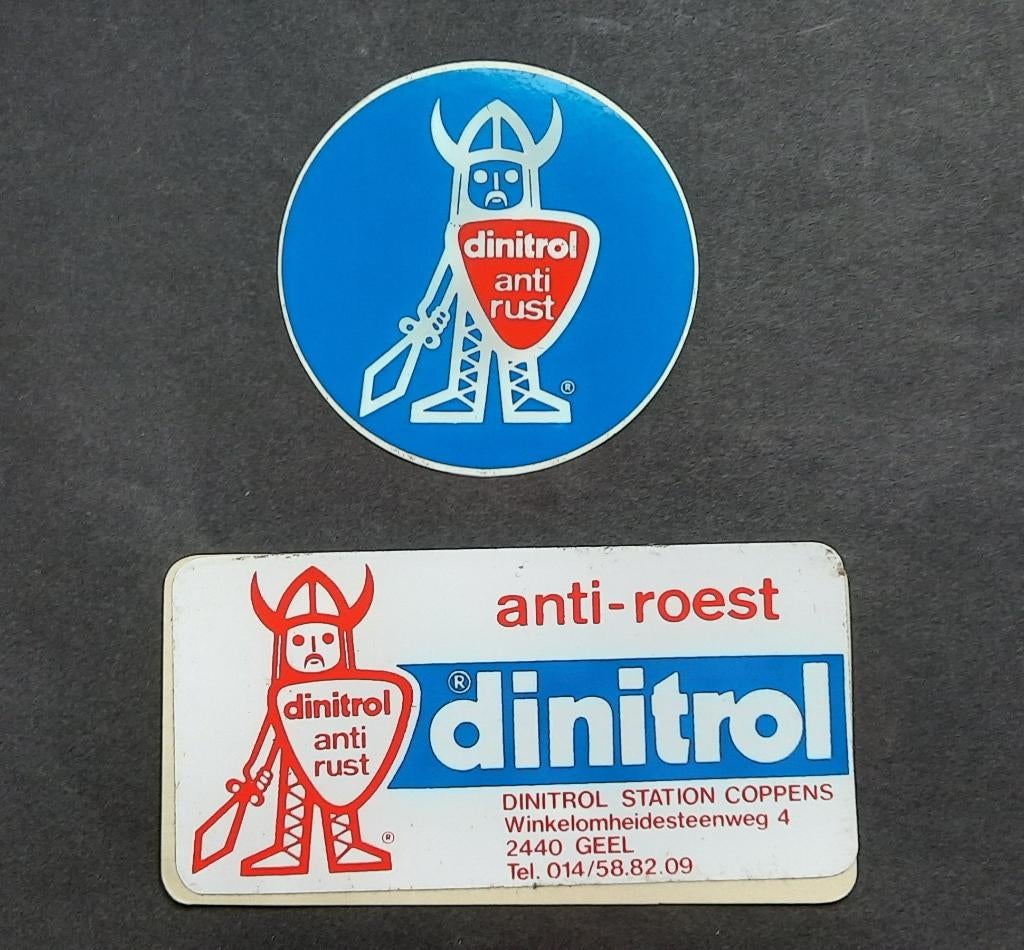 dinitrol
anti
rust
®
anti-roest
® dinitrol
dinitrol
anti
rust
®
DINITROL STATION COPPENS
Winkelomheidesteenweg 4
2440 GEEL
Tel. 014/58.82.09